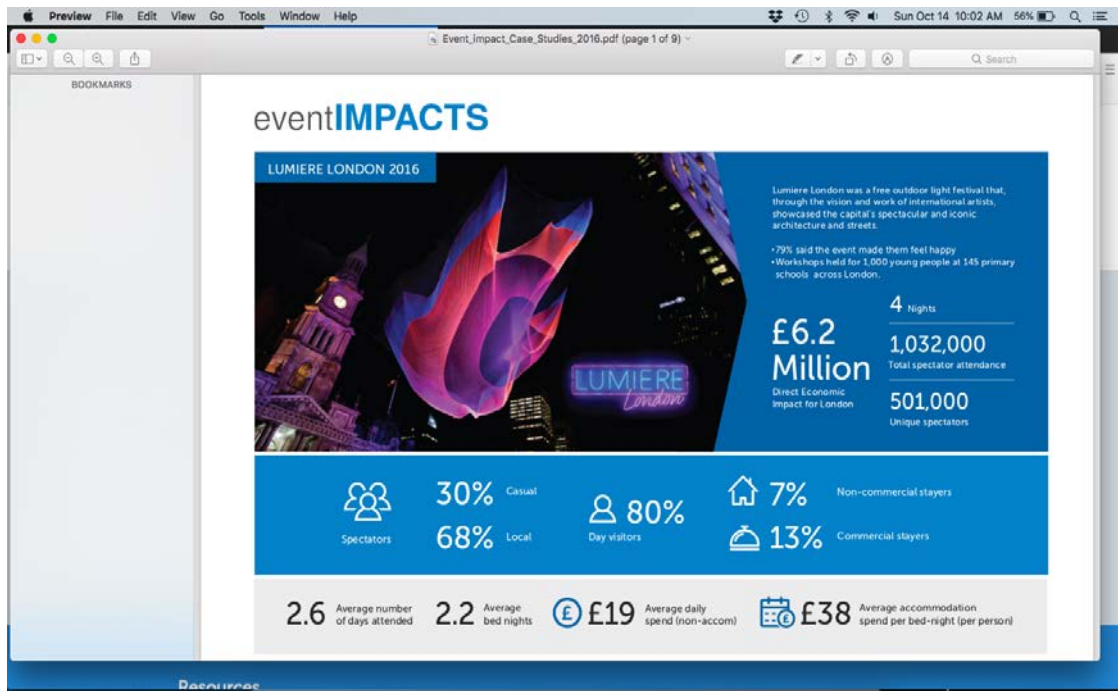 Preview File Edit View Go Tools Window Help
Sun Oct 14 10:02 AM 56%
Event_impact_Case_Studies_2016.pdf (page 1 of 9)
Search
BOOKMARKS
eventIMPACTS
LUMIERE LONDON 2016
LUMIERE
London
Lumiere London was a free outdoor light festival that,
through the vision and work of international artists,
showcased the capital's spectacular and iconic
architecture and streets.
•79% said the event made them feel happy
•Workshops held for 1,000 young people at 145 primary
schools across London.
£6.2
Million
Direct Economic
Impact for London
4 Nights
1,032,000
Total spectator attendance
501,000
Unique spectators
Spectators
30% Casual
68% Local
80%
Day visitors
7% Non-commercial stayers
13% Commercial stayers
2.6 Average number
of days attended
2.2 Average
bed nights
£ £19 Average daily
spend (non-accom)
£ £38 Average accommodation
spend per bed-night (per person)
Resources